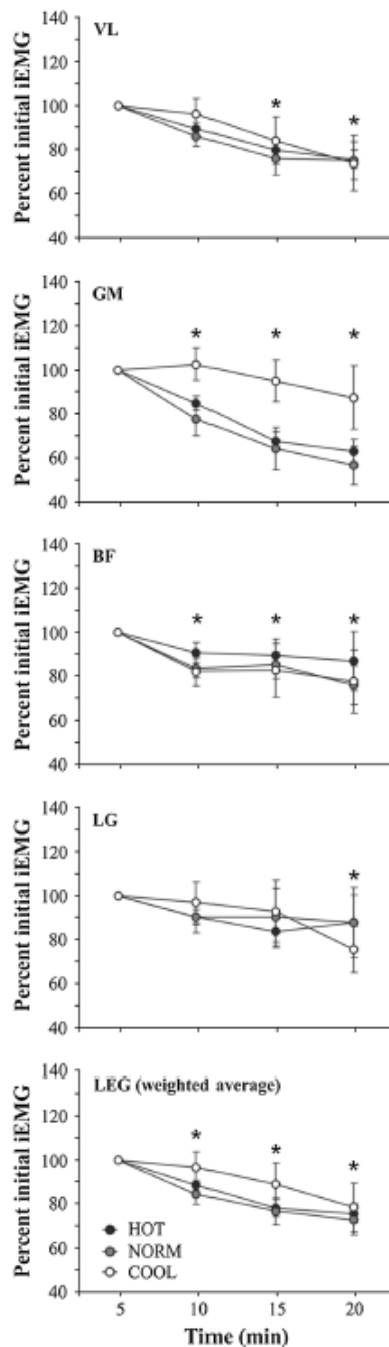 140
VL
*
*
120
100
80
60
40
Percent initial iEMG
140
GM
*
*
*
120
100
80
60
40
Percent initial iEMG
140
BF
*
*
*
120
100
80
60
40
Percent initial iEMG
140
LG
*
120
100
80
60
40
Percent initial iEMG
140
LEG (weighted average)
*
*
*
120
100
80
60
40
Percent initial iEMG
HOT
NORM
COOL
5 10 15 20
Time (min)